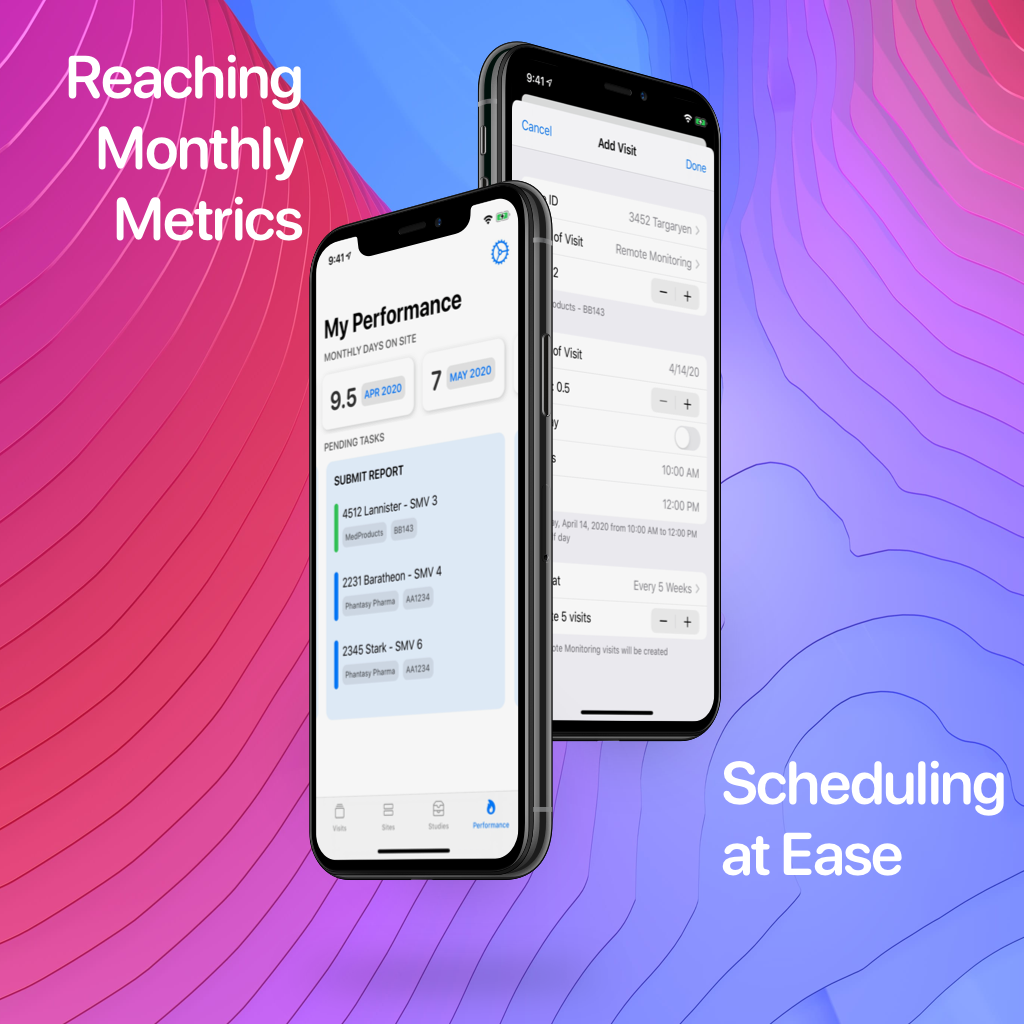 Reaching
Monthly
Metrics
9:41
My Performance
MONTHLY DAYS ON SITE
9.5 APR 2020
7 MAY 2020
PENDING TASKS
SUBMIT REPORT
4512 Lannister - SMV 3
MedProducts BB143
2231 Baratheon - SMV 4
Phantasy Pharma AA1234
2345 Stark - SMV 6
Phantasy Pharma AA1234
Visits Sites Studies Performance
9:41
Cancel Add Visit Done
ID 3452 Targaryen >
of Visit Remote Monitoring >
2 − +
oducts - BB143
of Visit 4/14/20
: 0.5 − +
y
s 10:00 AM
12:00 PM
ay, April 14, 2020 from 10:00 AM to 12:00 PM
f day
at Every 5 Weeks >
te 5 visits − +
ote Monitoring visits will be created
Scheduling
at Ease